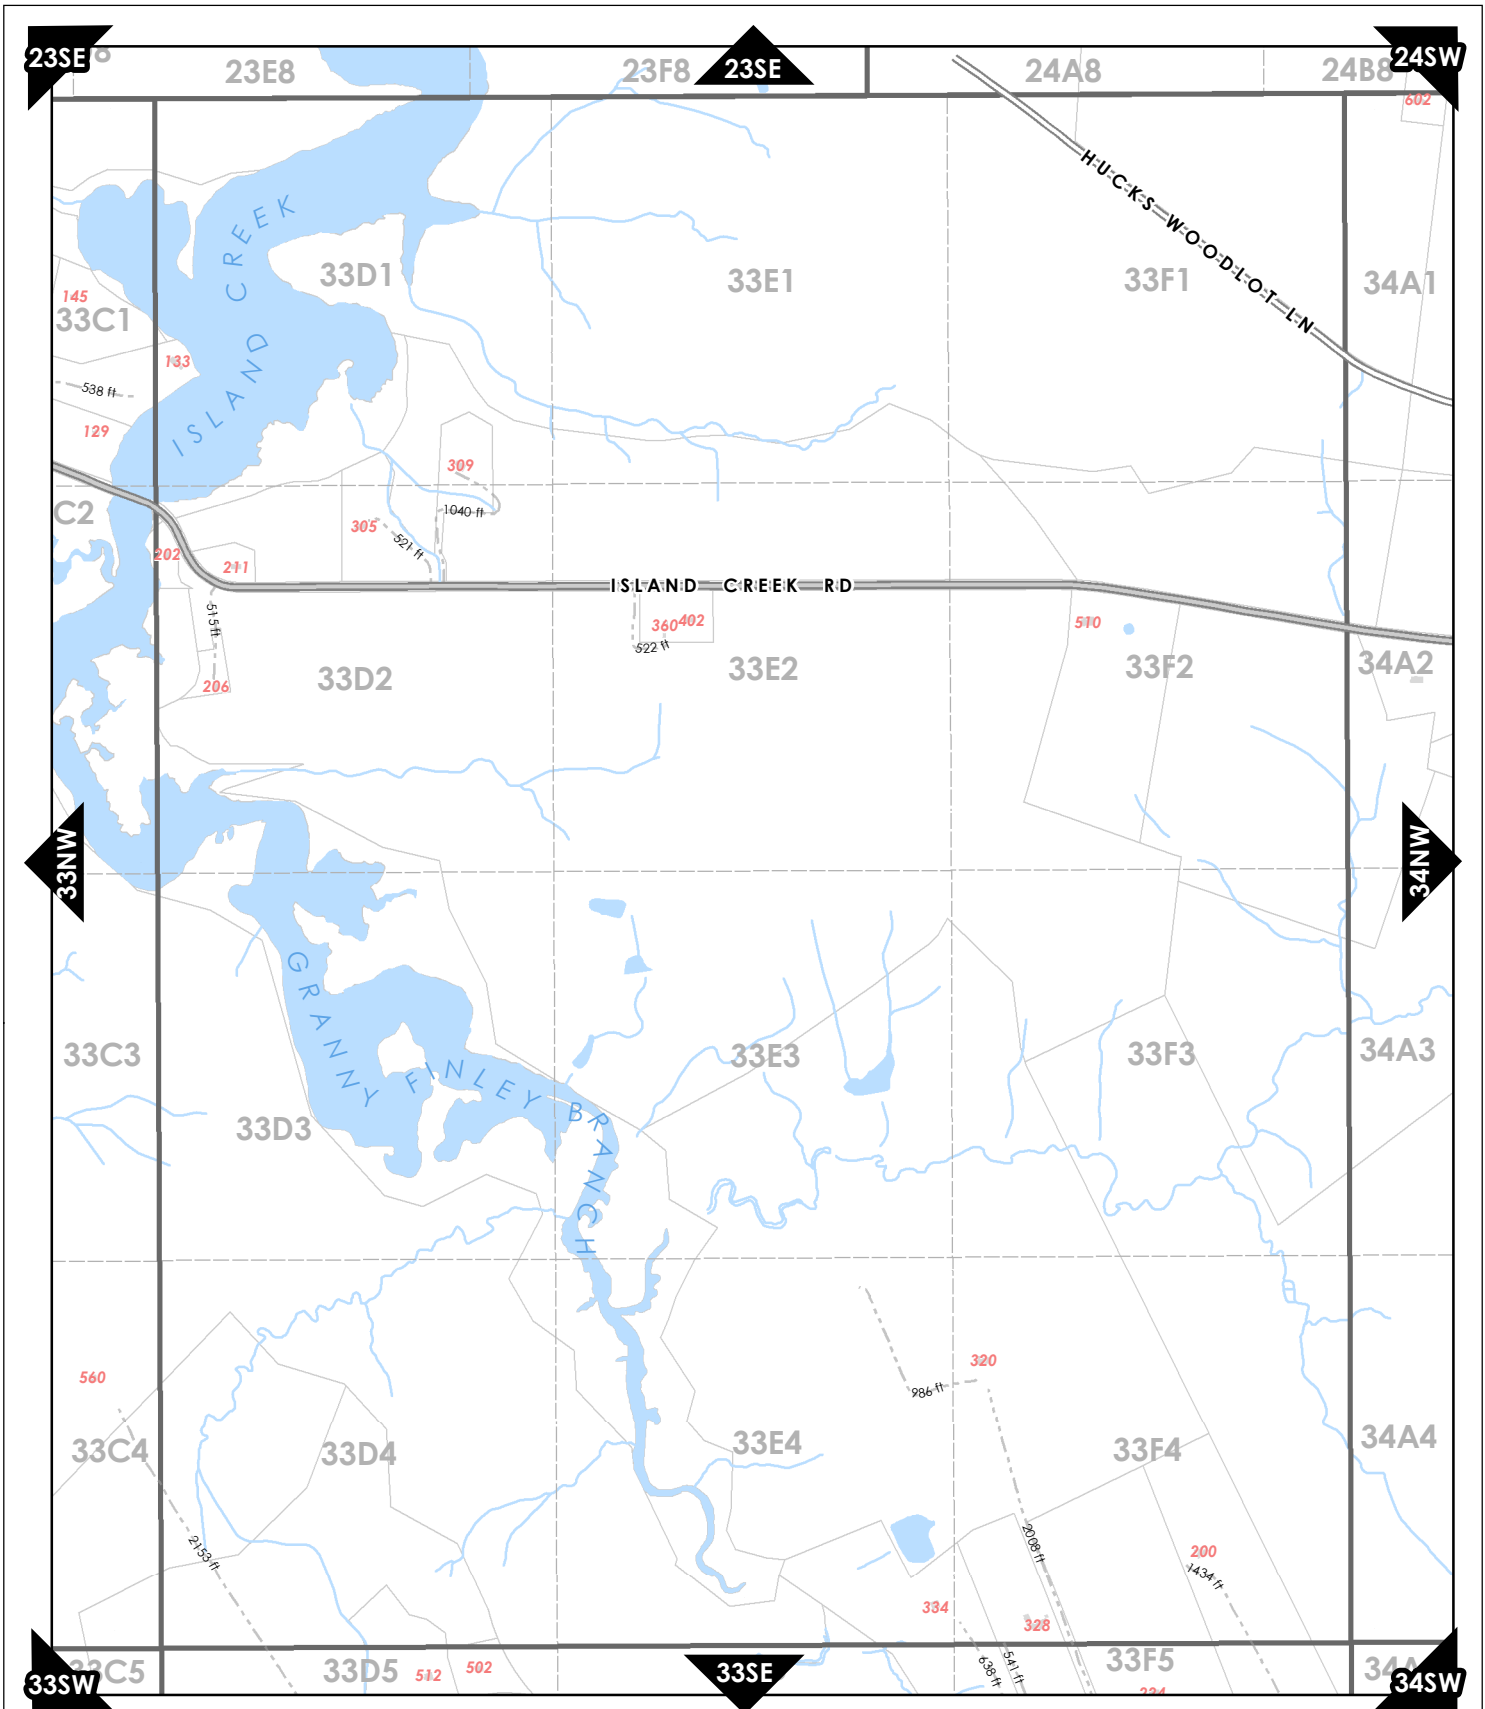 23SE
23E8
23F8
23SE
24A8
24B8
24SW
602
HUCKS WOODLOT LN
ISLAND CREEK
33D1
33E1
33F1
34A1
145
33C1
133
538 ft
129
309
C2
1040 ft
305
521 ft
202
211
ISLAND CREEK RD
515 ft
360
402
510
522 ft
33D2
33E2
33F2
34A2
206
33NW
34NW
GRANNY FINLEY BRANCH
33C3
33D3
33E3
33F3
34A3
320
560
986 ft
33C4
33D4
33E4
33F4
34A4
2153 ft
2008 ft
200
1434 ft
334
328
33C5
33D5
512
502
33SE
638 ft
541 ft
33F5
34A
33SW
34SW